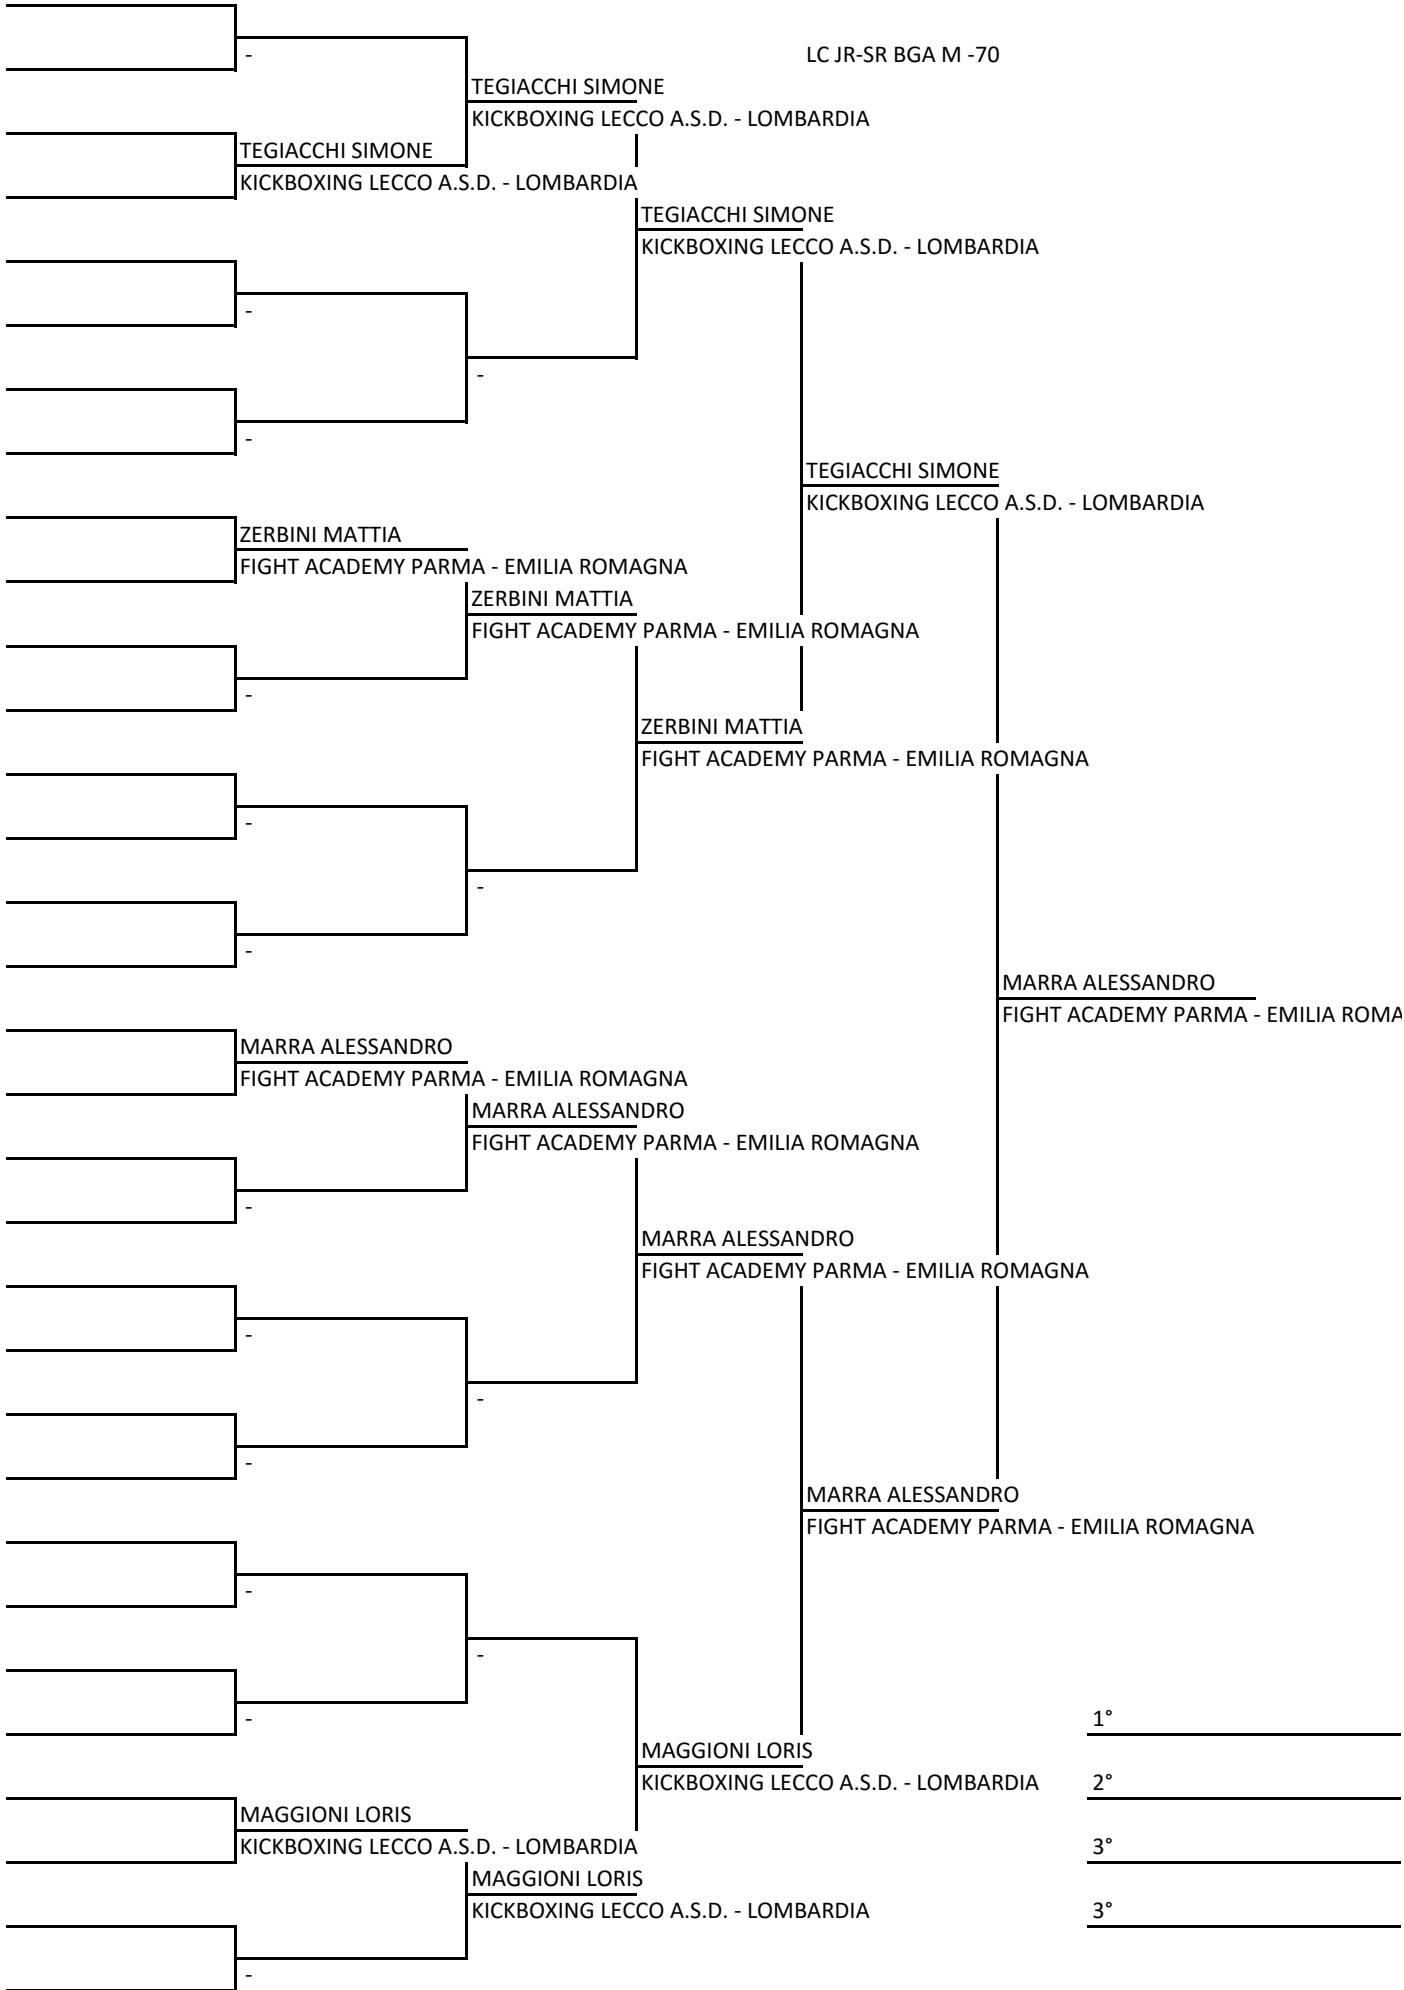 -
LC JR-SR BGA M -70
TEGIACCHI SIMONE
KICKBOXING LECCO A.S.D. - LOMBARDIA
TEGIACCHI SIMONE
KICKBOXING LECCO A.S.D. - LOMBARDIA
TEGIACCHI SIMONE
KICKBOXING LECCO A.S.D. - LOMBARDIA
-
-
-
TEGIACCHI SIMONE
KICKBOXING LECCO A.S.D. - LOMBARDIA
ZERBINI MATTIA
FIGHT ACADEMY PARMA - EMILIA ROMAGNA
ZERBINI MATTIA
FIGHT ACADEMY PARMA - EMILIA ROMAGNA
-
ZERBINI MATTIA
FIGHT ACADEMY PARMA - EMILIA ROMAGNA
-
-
-
MARRA ALESSANDRO
FIGHT ACADEMY PARMA - EMILIA ROMA
MARRA ALESSANDRO
FIGHT ACADEMY PARMA - EMILIA ROMAGNA
MARRA ALESSANDRO
FIGHT ACADEMY PARMA - EMILIA ROMAGNA
-
MARRA ALESSANDRO
FIGHT ACADEMY PARMA - EMILIA ROMAGNA
-
-
-
MARRA ALESSANDRO
FIGHT ACADEMY PARMA - EMILIA ROMAGNA
-
-
-
1°
MAGGIONI LORIS
KICKBOXING LECCO A.S.D. - LOMBARDIA
2°
MAGGIONI LORIS
KICKBOXING LECCO A.S.D. - LOMBARDIA
3°
MAGGIONI LORIS
KICKBOXING LECCO A.S.D. - LOMBARDIA
3°
-